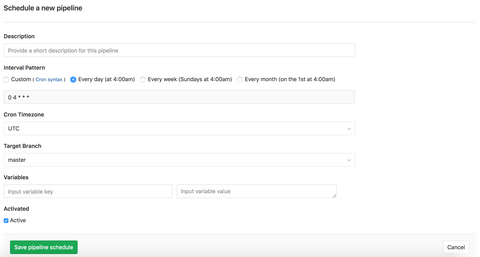 Schedule a new pipeline
Description
Provide a short description for this pipeline
Interval Pattern
Custom ( Cron syntax ) Every day (at 4:00am) Every week (Sundays at 4:00am) Every month (on the 1st at 4:00am)
0 4 * * *
Cron Timezone
UTC
Target Branch
master
Variables
Input variable key Input variable value
Activated
Active
Save pipeline schedule Cancel